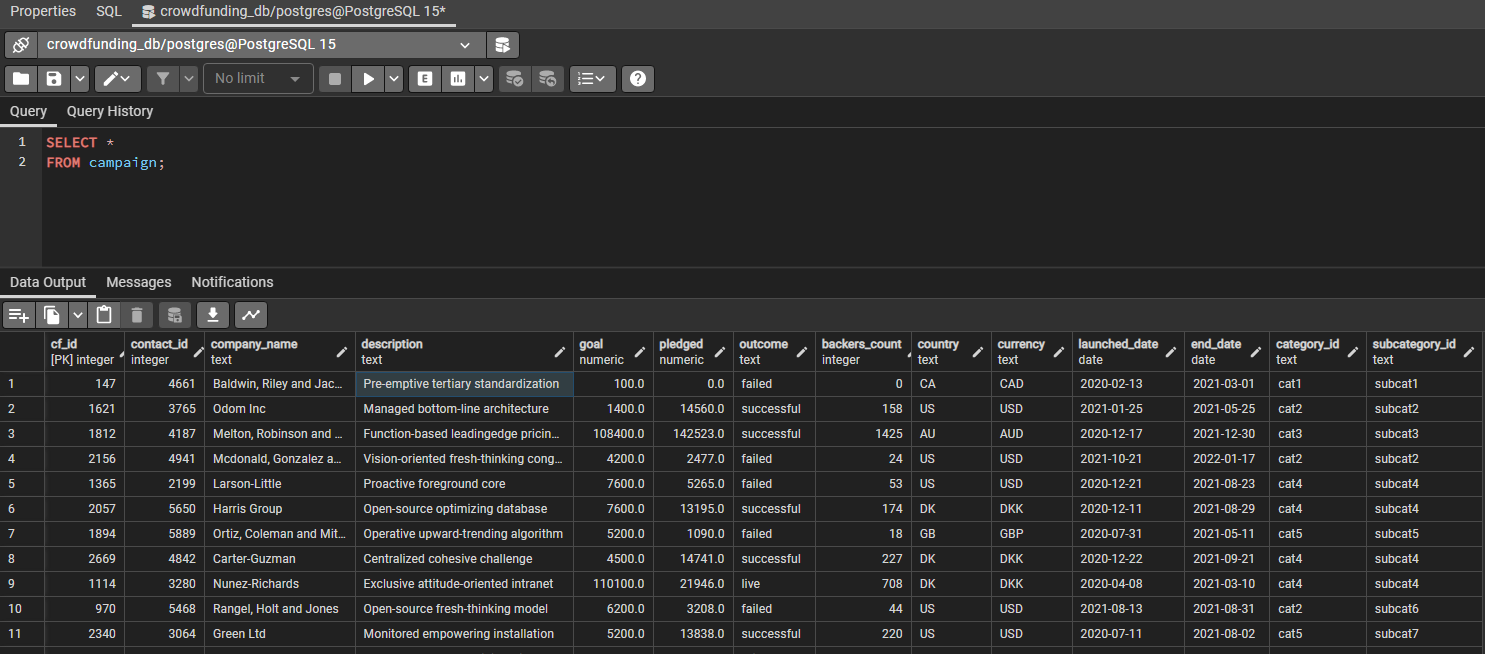 Properties SQL crowdfunding_db/postgres@PostgreSQL 15*
crowdfunding_db/postgres@PostgreSQL 15
No limit E
Query Query History
1 SELECT *
2 FROM campaign;
Data Output Messages Notifications
cf_id contact_id company_name description goal pledged outcome backers_count country currency launched_date end_date category_id subcategory_id
[PK] integer integer text text numeric numeric text integer text text date date text text
1 147 4661 Baldwin, Riley and Jac... Pre-emptive tertiary standardization 100.0 0.0 failed 0 CA CAD 2020-02-13 2021-03-01 cat1 subcat1
2 1621 3765 Odom Inc Managed bottom-line architecture 1400.0 14560.0 successful 158 US USD 2021-01-25 2021-05-25 cat2 subcat2
3 1812 4187 Melton, Robinson and ... Function-based leadingedge pricin... 108400.0 142523.0 successful 1425 AU AUD 2020-12-17 2021-12-30 cat3 subcat3
4 2156 4941 Mcdonald, Gonzalez a... Vision-oriented fresh-thinking cong... 4200.0 2477.0 failed 24 US USD 2021-10-21 2022-01-17 cat2 subcat2
5 1365 2199 Larson-Little Proactive foreground core 7600.0 5265.0 failed 53 US USD 2020-12-21 2021-08-23 cat4 subcat4
6 2057 5650 Harris Group Open-source optimizing database 7600.0 13195.0 successful 174 DK DKK 2020-12-11 2021-08-29 cat4 subcat4
7 1894 5889 Ortiz, Coleman and Mit... Operative upward-trending algorithm 5200.0 1090.0 failed 18 GB GBP 2020-07-31 2021-05-11 cat5 subcat5
8 2669 4842 Carter-Guzman Centralized cohesive challenge 4500.0 14741.0 successful 227 DK DKK 2020-12-22 2021-09-21 cat4 subcat4
9 1114 3280 Nunez-Richards Exclusive attitude-oriented intranet 110100.0 21946.0 live 708 DK DKK 2020-04-08 2021-03-10 cat4 subcat4
10 970 5468 Rangel, Holt and Jones Open-source fresh-thinking model 6200.0 3208.0 failed 44 US USD 2021-08-13 2021-08-31 cat2 subcat6
11 2340 3064 Green Ltd Monitored empowering installation 5200.0 13838.0 successful 220 US USD 2020-07-11 2021-08-02 cat5 subcat7